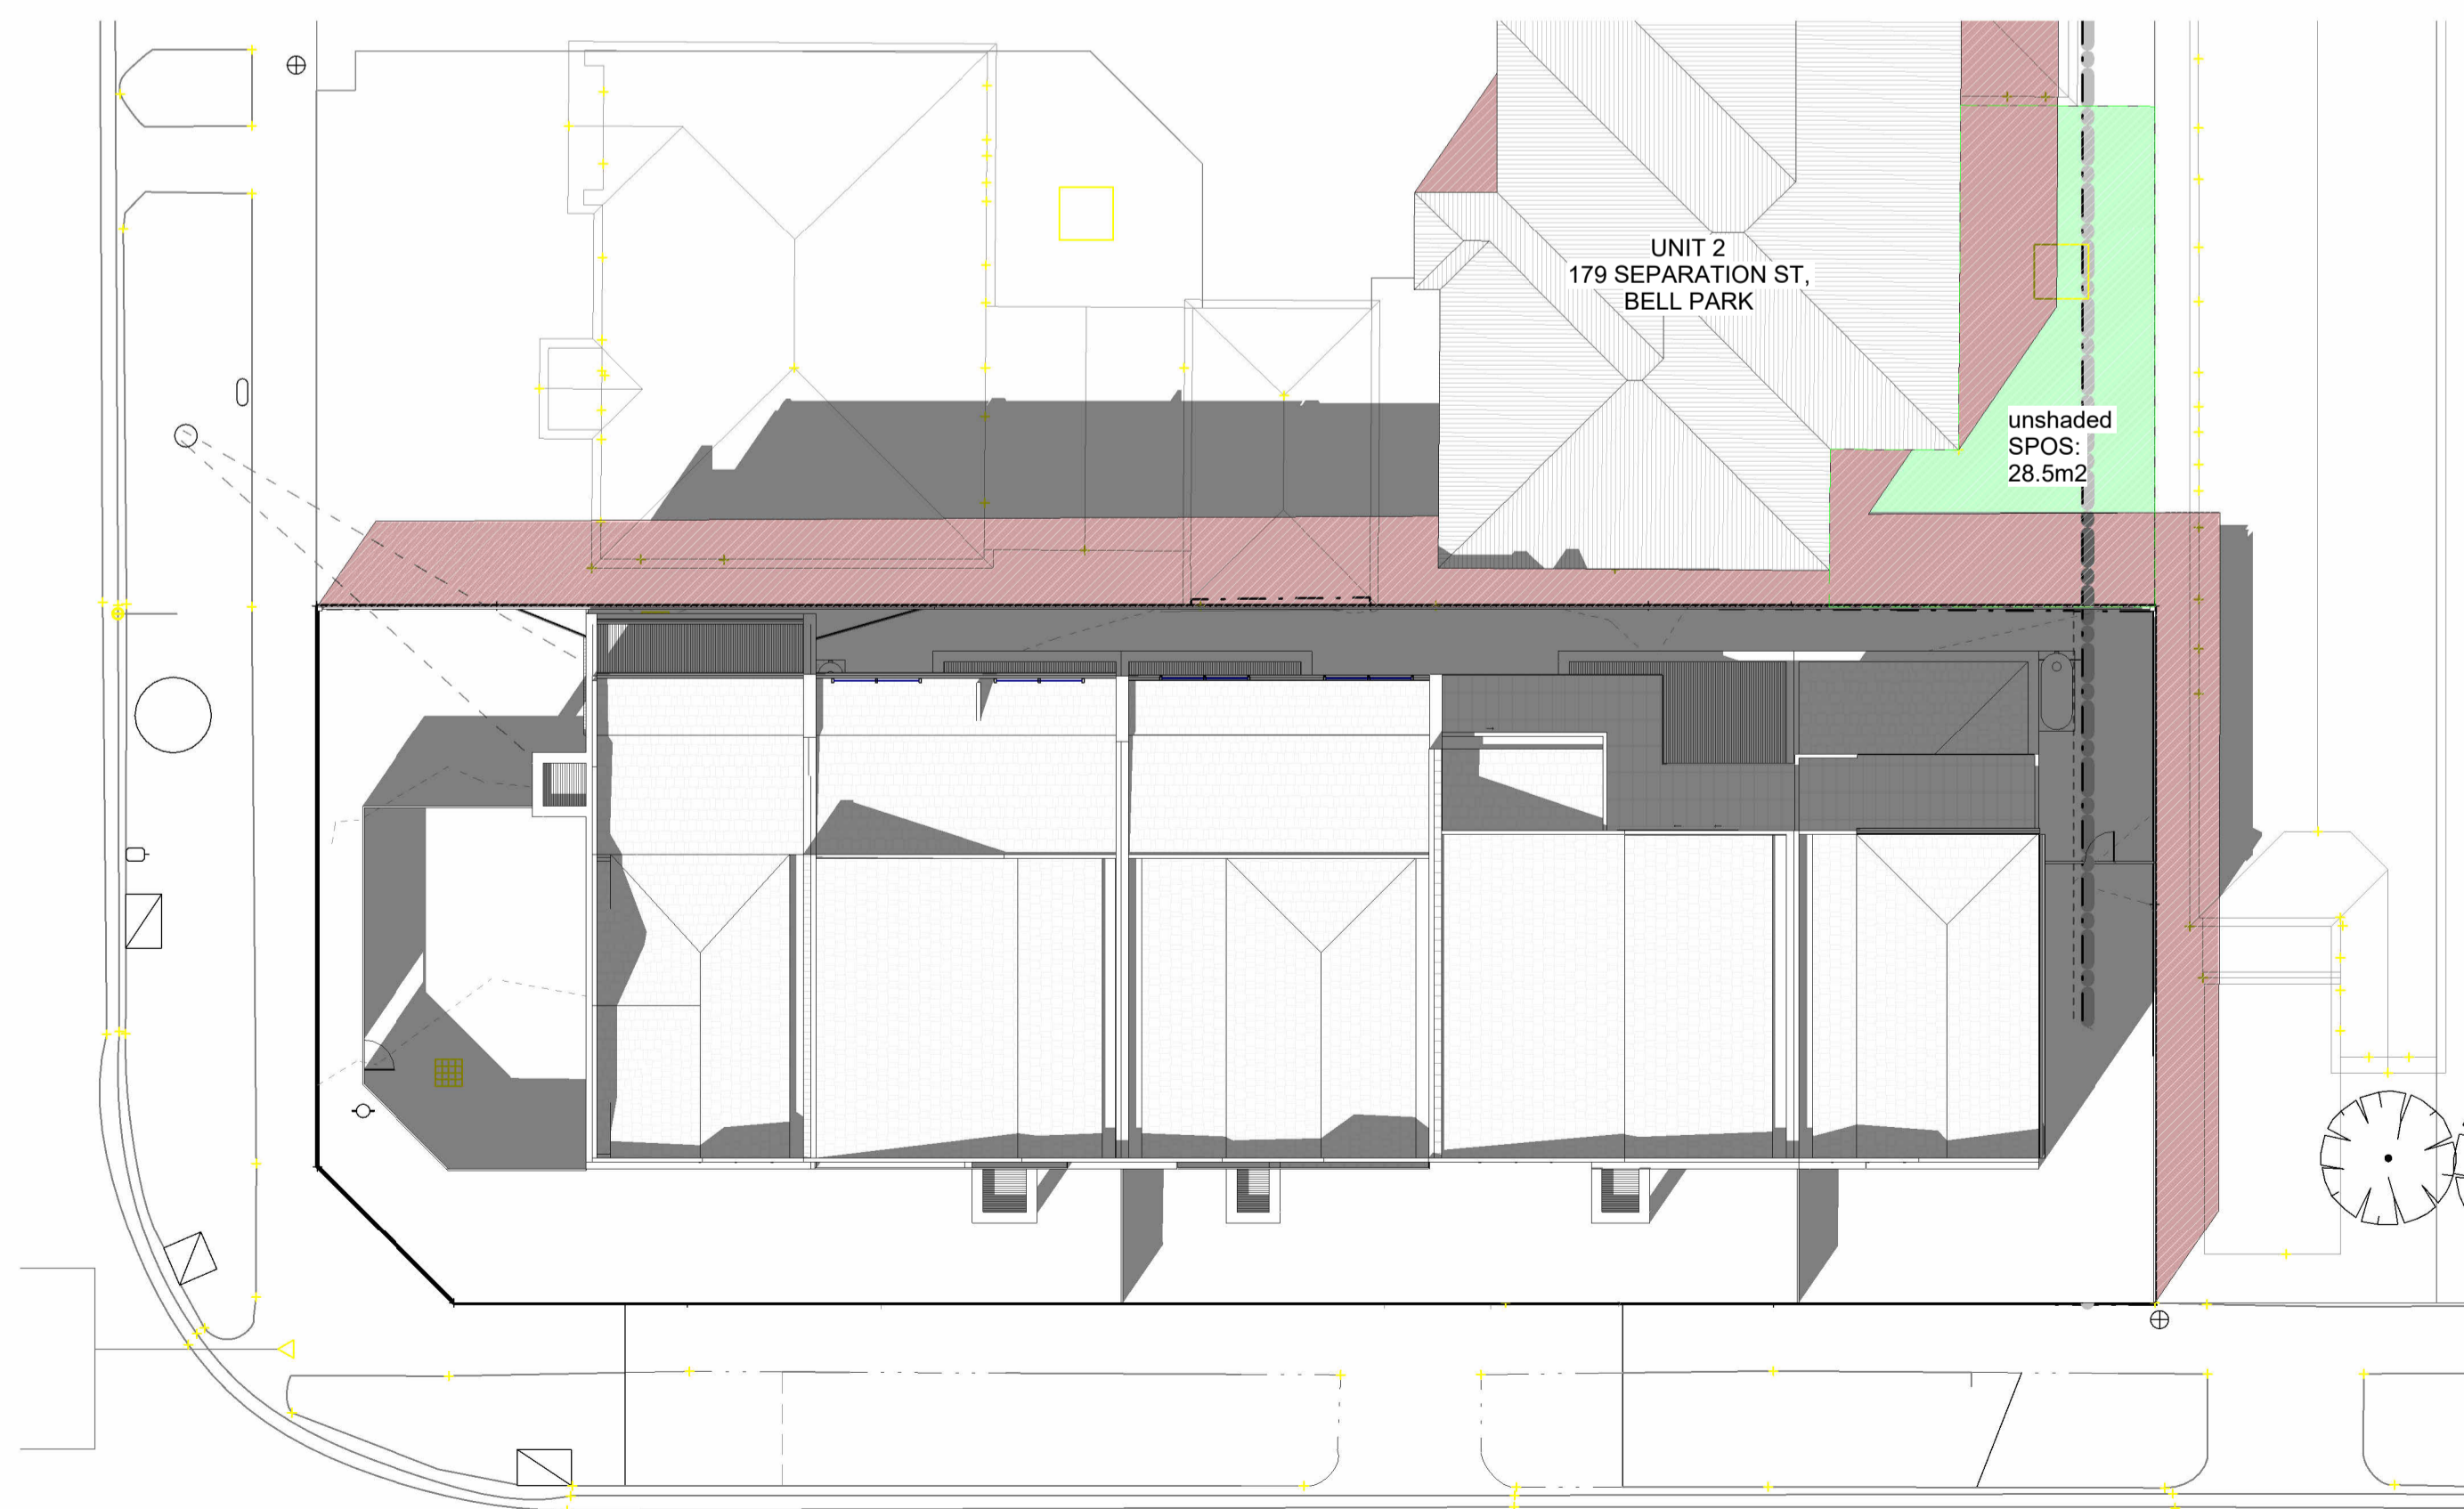 UNIT 2
179 SEPARATION ST,
BELL PARK
unshaded
SPOS:
28.5m2